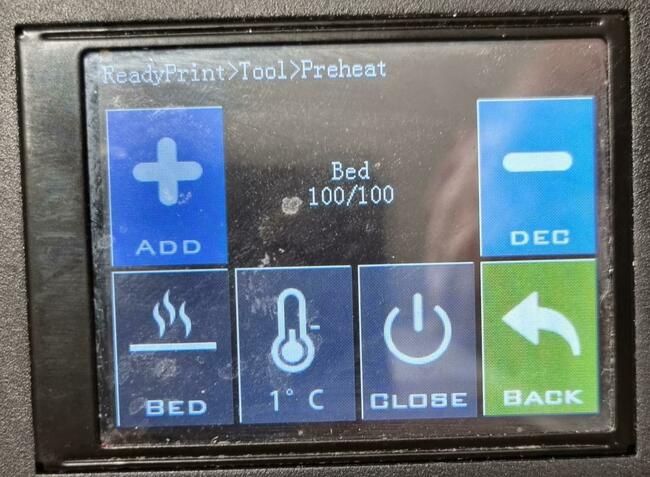 ReadyPrint>Tool>Preheat
Bed
100/100
ADD
DEC
BED
1° C
CLOSE
BACK